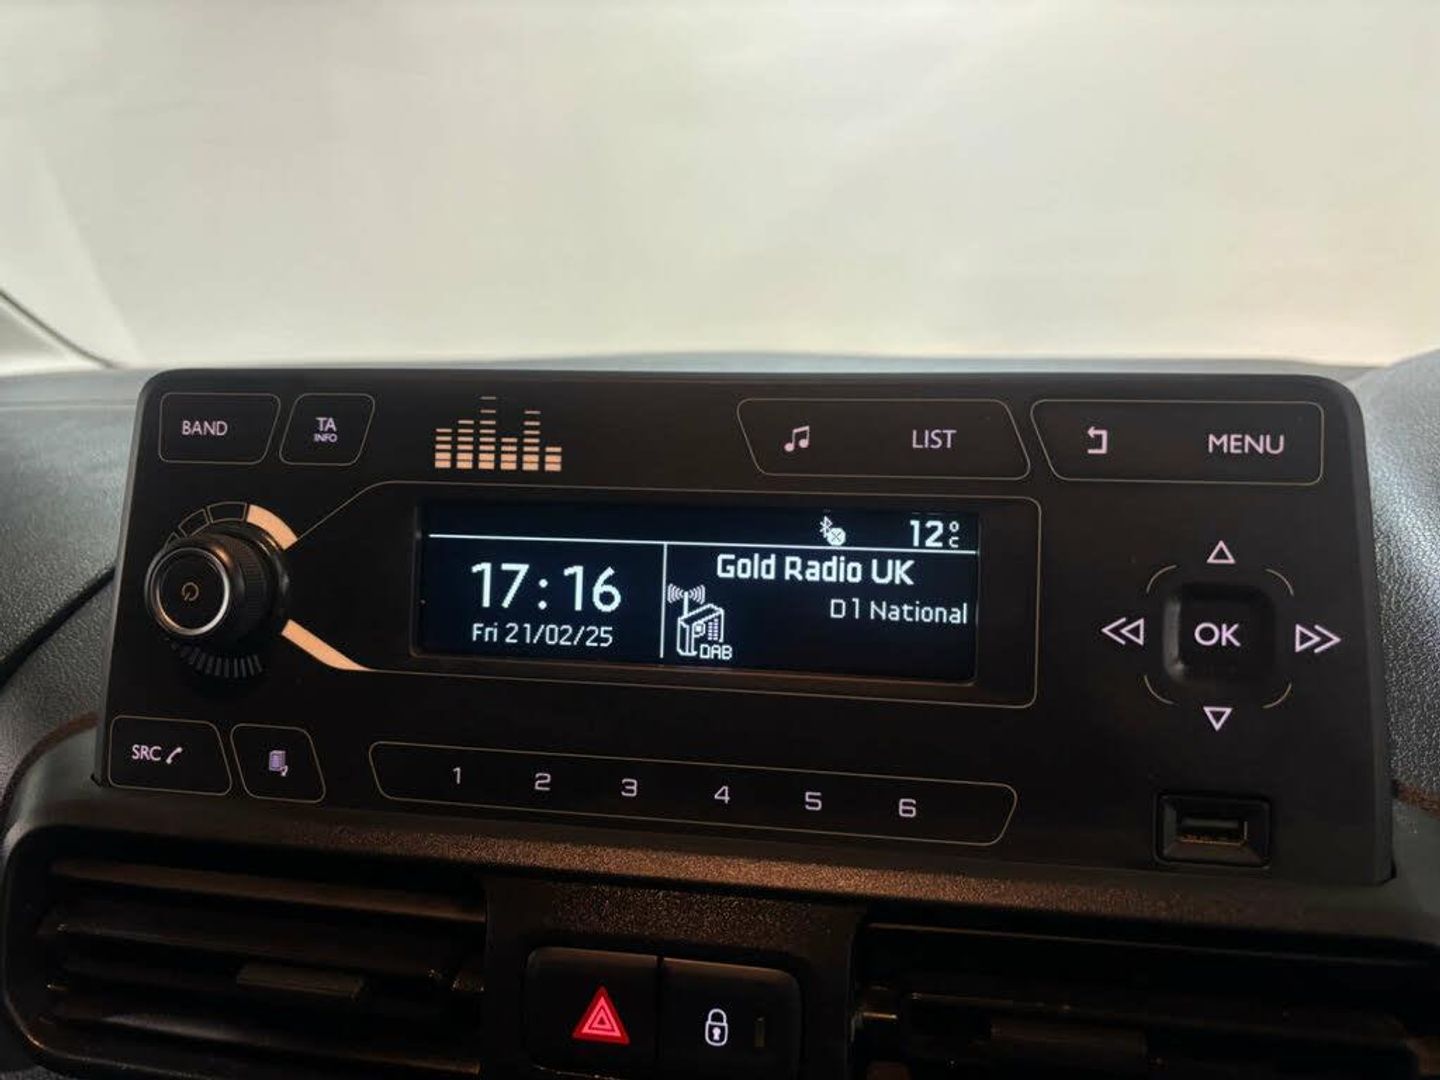 BAND
TA
INFO
LIST
MENU
12°C
17:16
Fri 21/02/25
Gold Radio UK
D1 National
DAB
OK
SRC
1 2 3 4 5 6